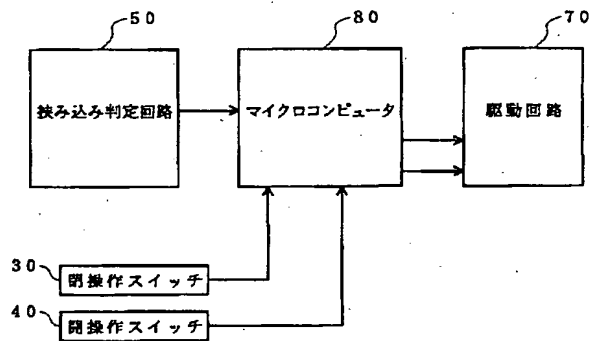 50
80
70
挟み込み判定回路
マイクロコンピュータ
駆動回路
30
閉操作スイッチ
40
開操作スイッチ